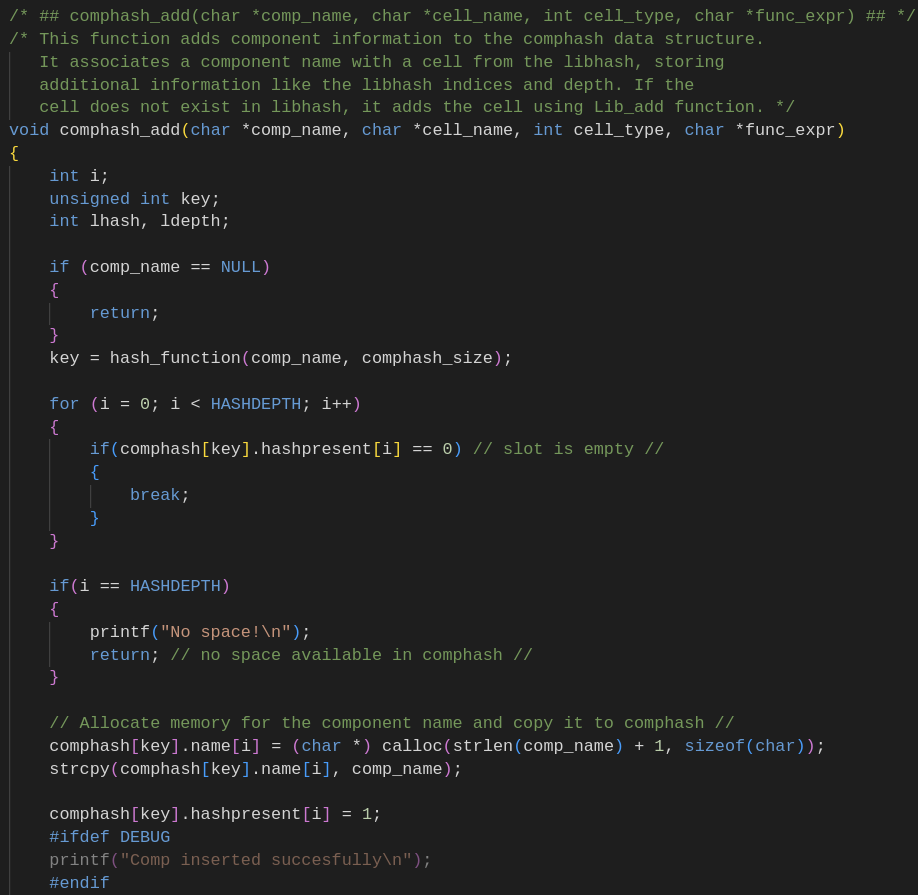 /* ## comphash_add(char *comp_name, char *cell_name, int cell_type, char *func_expr) ## */
/* This function adds component information to the comphash data structure.
   It associates a component name with a cell from the libhash, storing
   additional information like the libhash indices and depth. If the
   cell does not exist in libhash, it adds the cell using Lib_add function. */
void comphash_add(char *comp_name, char *cell_name, int cell_type, char *func_expr)
{
    int i;
    unsigned int key;
    int lhash, ldepth;

    if (comp_name == NULL)
    {
        return;
    }
    key = hash_function(comp_name, comphash_size);

    for (i = 0; i < HASHDEPTH; i++)
    {
        if(comphash[key].hashpresent[i] == 0) // slot is empty //
        {
            break;
        }
    }

    if(i == HASHDEPTH)
    {
        printf("No space!\n");
        return; // no space available in comphash //
    }

    // Allocate memory for the component name and copy it to comphash //
    comphash[key].name[i] = (char *) calloc(strlen(comp_name) + 1, sizeof(char));
    strcpy(comphash[key].name[i], comp_name);

    comphash[key].hashpresent[i] = 1;
    #ifdef DEBUG
    printf("Comp inserted succesfully\n");
    #endif